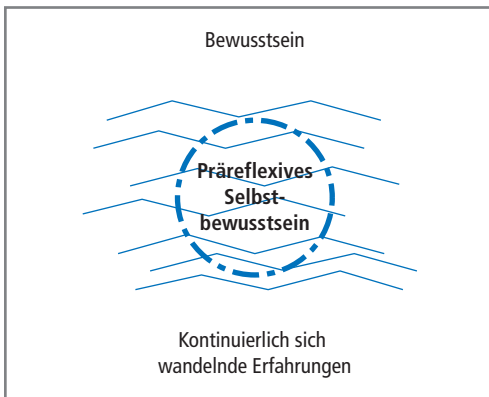 Bewusstsein
Präreflexives
Selbst-
bewusstsein
Kontinuierlich sich
wandelnde Erfahrungen